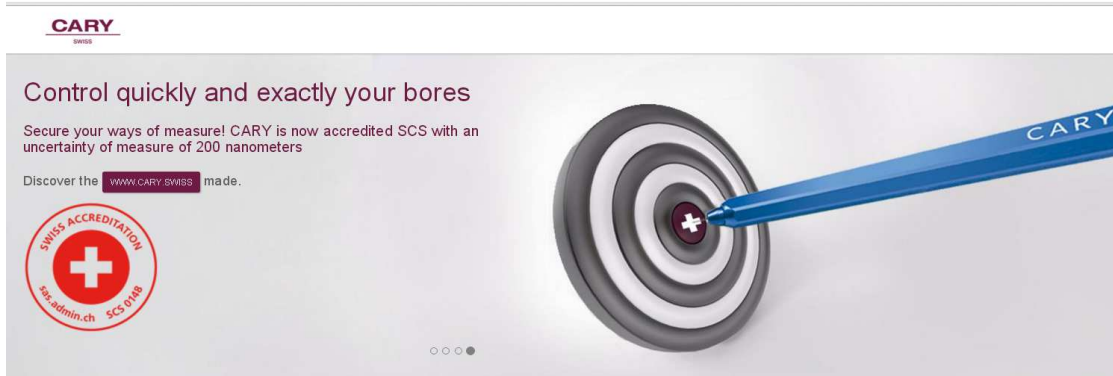 CARY
SWISS
Control quickly and exactly your bores
Secure your ways of measure! CARY is now accredited SCS with an
uncertainty of measure of 200 nanometers
Discover the WWW.CARY.SWISS made.
SWISS ACCREDITATION
sas.admin.ch SCS 0148
CARY